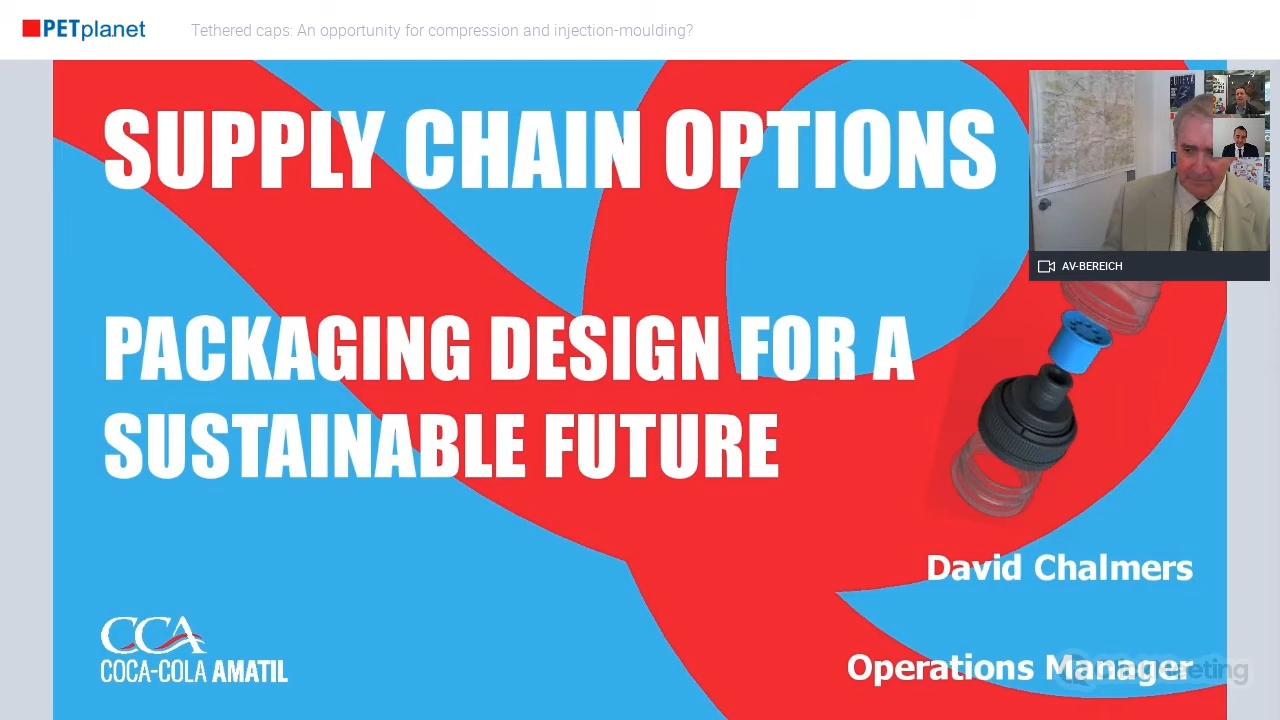 PETplanet
Tethered caps: An opportunity for compression and injection-moulding?
SUPPLY CHAIN OPTIONS
AV-BEREICH
PACKAGING DESIGN FOR A
SUSTAINABLE FUTURE
David Chalmers
CCA
COCA-COLA AMATIL
Operations Manager